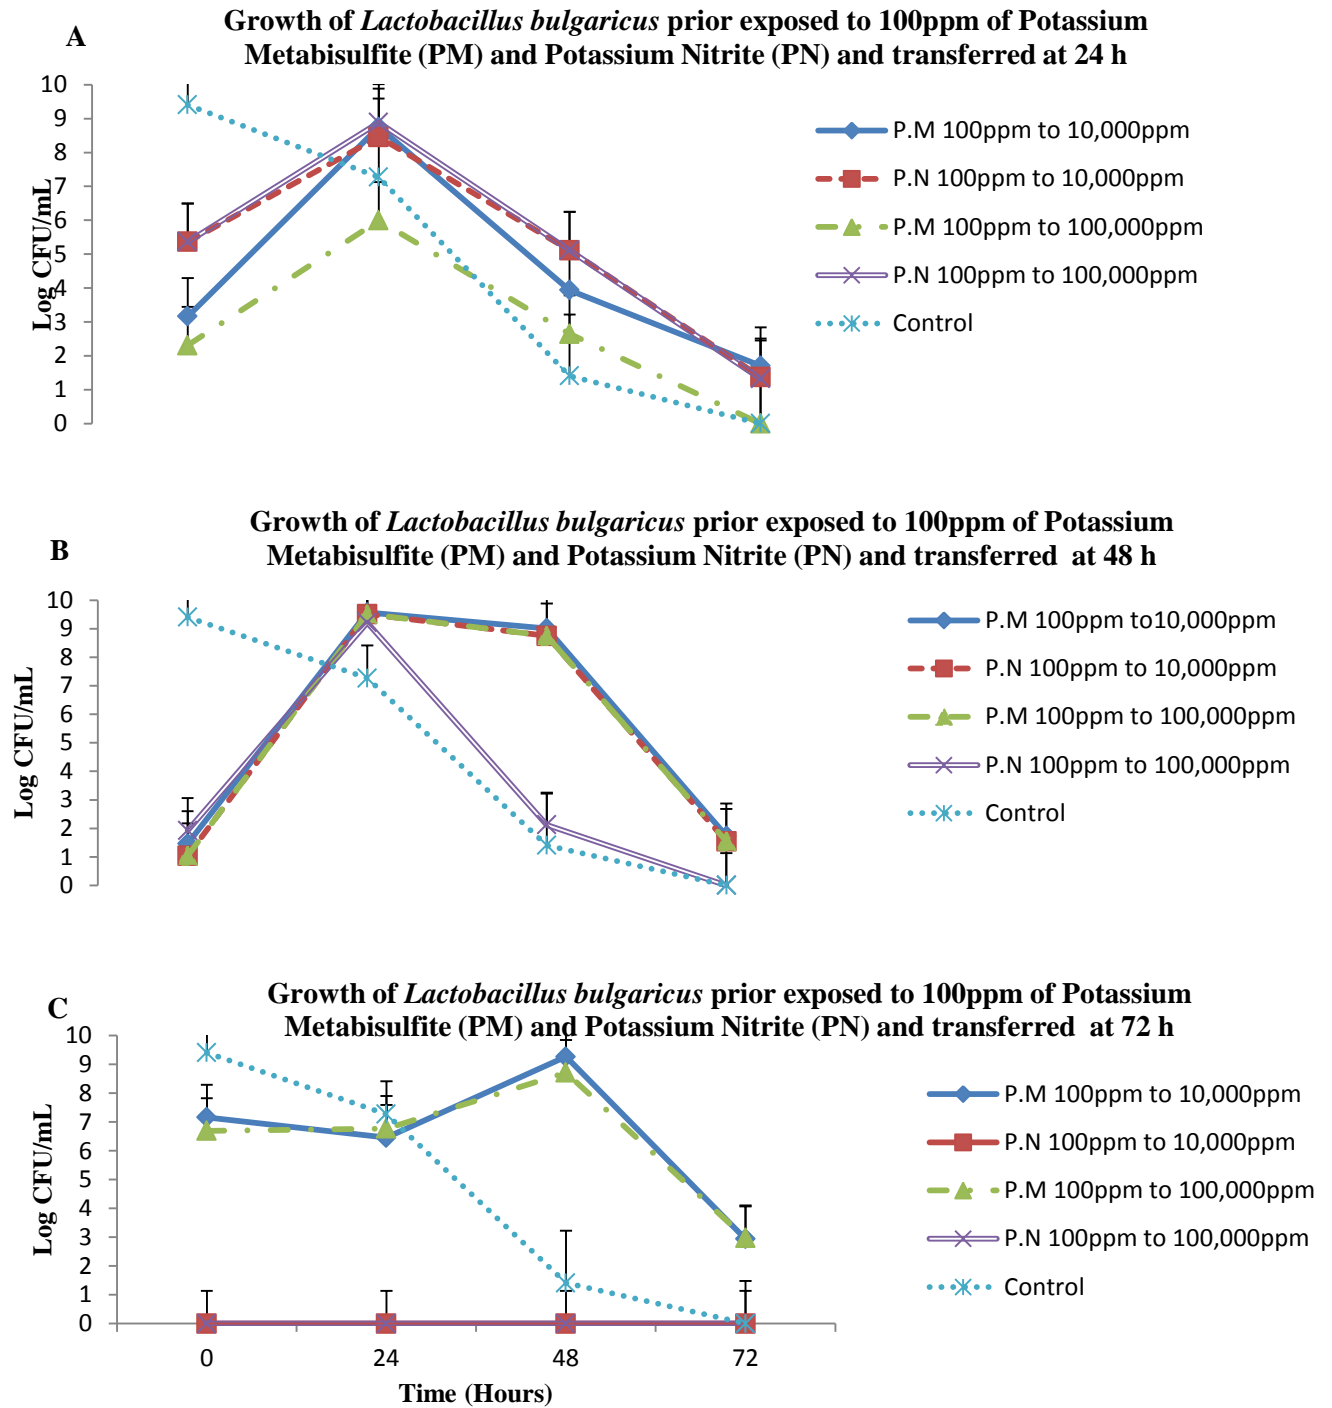 A
Growth of Lactobacillus bulgaricus prior exposed to 100ppm of Potassium
Metabisulfite (PM) and Potassium Nitrite (PN) and transferred at 24 h
10
9
8
7
6
5
4
3
2
1
0
Log CFU/mL
P.M 100ppm to 10,000ppm
P.N 100ppm to 10,000ppm
P.M 100ppm to 100,000ppm
P.N 100ppm to 100,000ppm
Control
B
Growth of Lactobacillus bulgaricus prior exposed to 100ppm of Potassium
Metabisulfite (PM) and Potassium Nitrite (PN) and transferred at 48 h
10
9
8
7
6
5
4
3
2
1
0
Log CFU/mL
P.M 100ppm to10,000ppm
P.N 100ppm to 10,000ppm
P.M 100ppm to 100,000ppm
P.N 100ppm to 100,000ppm
Control
C
Growth of Lactobacillus bulgaricus prior exposed to 100ppm of Potassium
Metabisulfite (PM) and Potassium Nitrite (PN) and transferred at 72 h
10
9
8
7
6
5
4
3
2
1
0
Log CFU/mL
P.M 100ppm to 10,000ppm
P.N 100ppm to 10,000ppm
P.M 100ppm to 100,000ppm
P.N 100ppm to 100,000ppm
Control
0 24 48 72
Time (Hours)